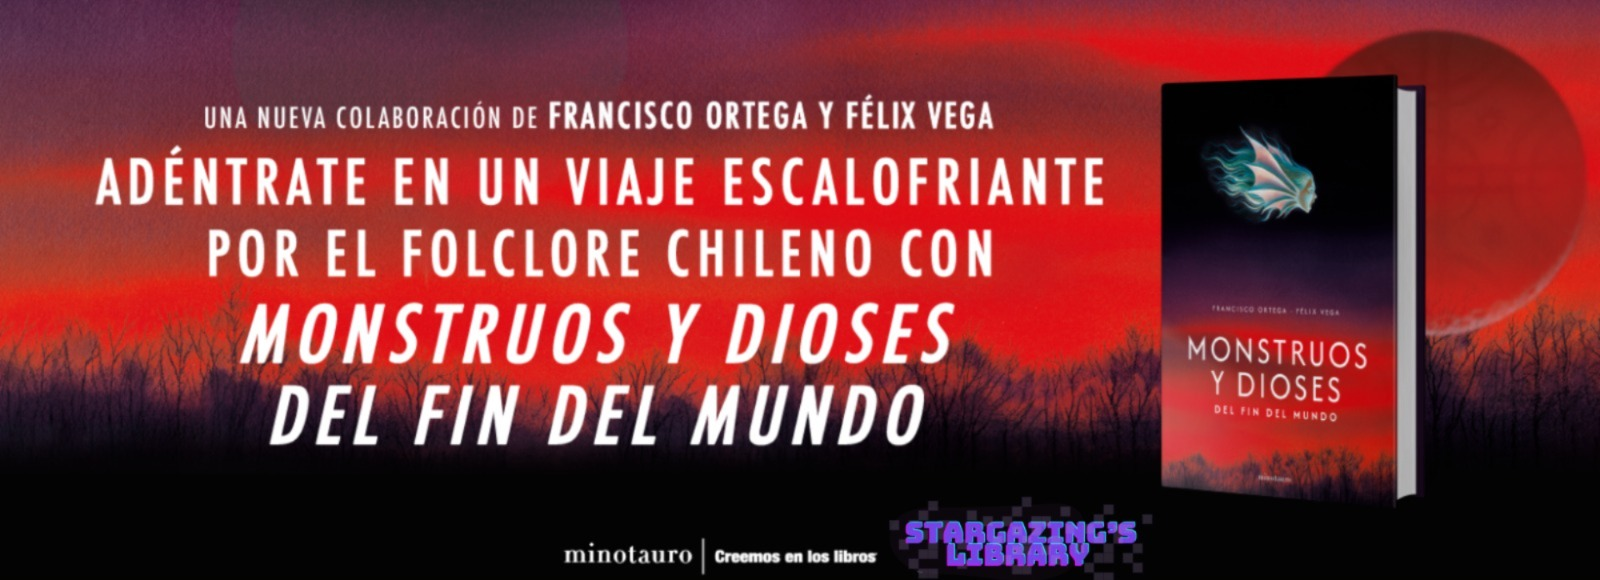 UNA NUEVA COLABORACIÓN DE FRANCISCO ORTEGA Y FÉLIX VEGA
ADÉNTRATE EN UN VIAJE ESCALOFRIANTE
POR EL FOLCLORE CHILENO CON
MONSTRUOS Y DIOSES
DEL FIN DEL MUNDO
FRANCISCO ORTEGA · FÉLIX VEGA
MONSTRUOS
Y DIOSES
DEL FIN DEL MUNDO
minotauro
minotauro | Creemos en los libros
STARGAZING'S
LIBRARY